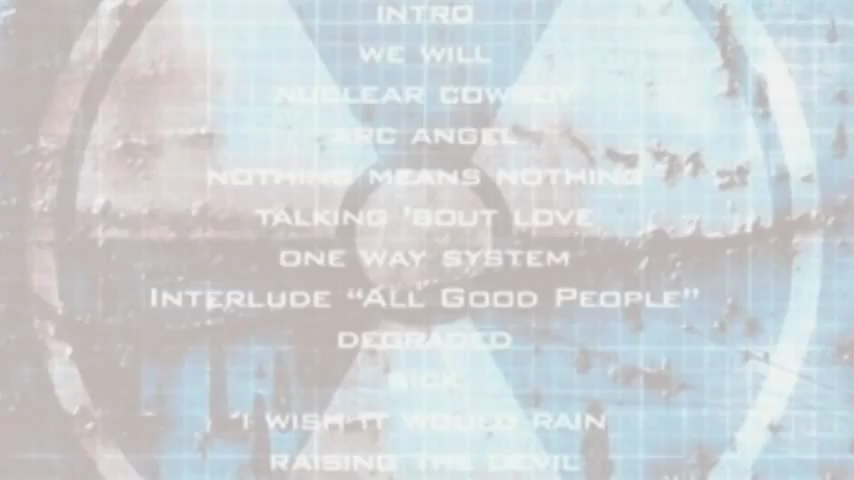 INTRO
WE WILL
NUCLEAR COWBOY
ARC ANGEL
NOTHING MEANS NOTHING
TALKING 'BOUT LOVE
ONE WAY SYSTEM
INTERLUDE “ALL GOOD PEOPLE”
DEGRADED
SICK
I WISH IT WOULD RAIN
RAISING THE DEVIL